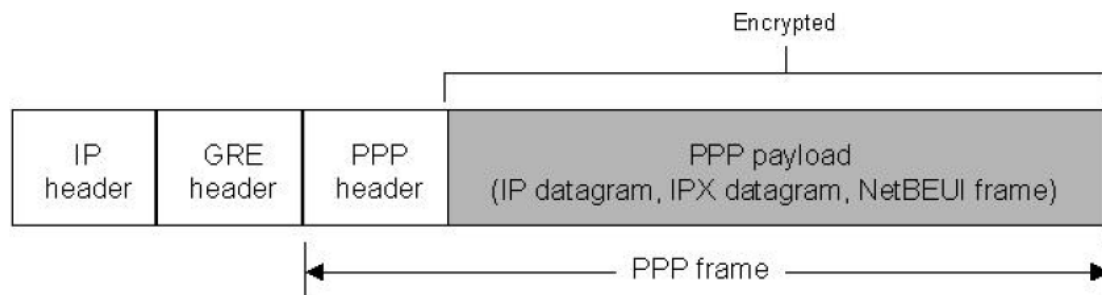 Encrypted
IP
header
GRE
header
PPP
header
PPP payload
(IP datagram, IPX datagram, NetBEUI frame)
PPP frame